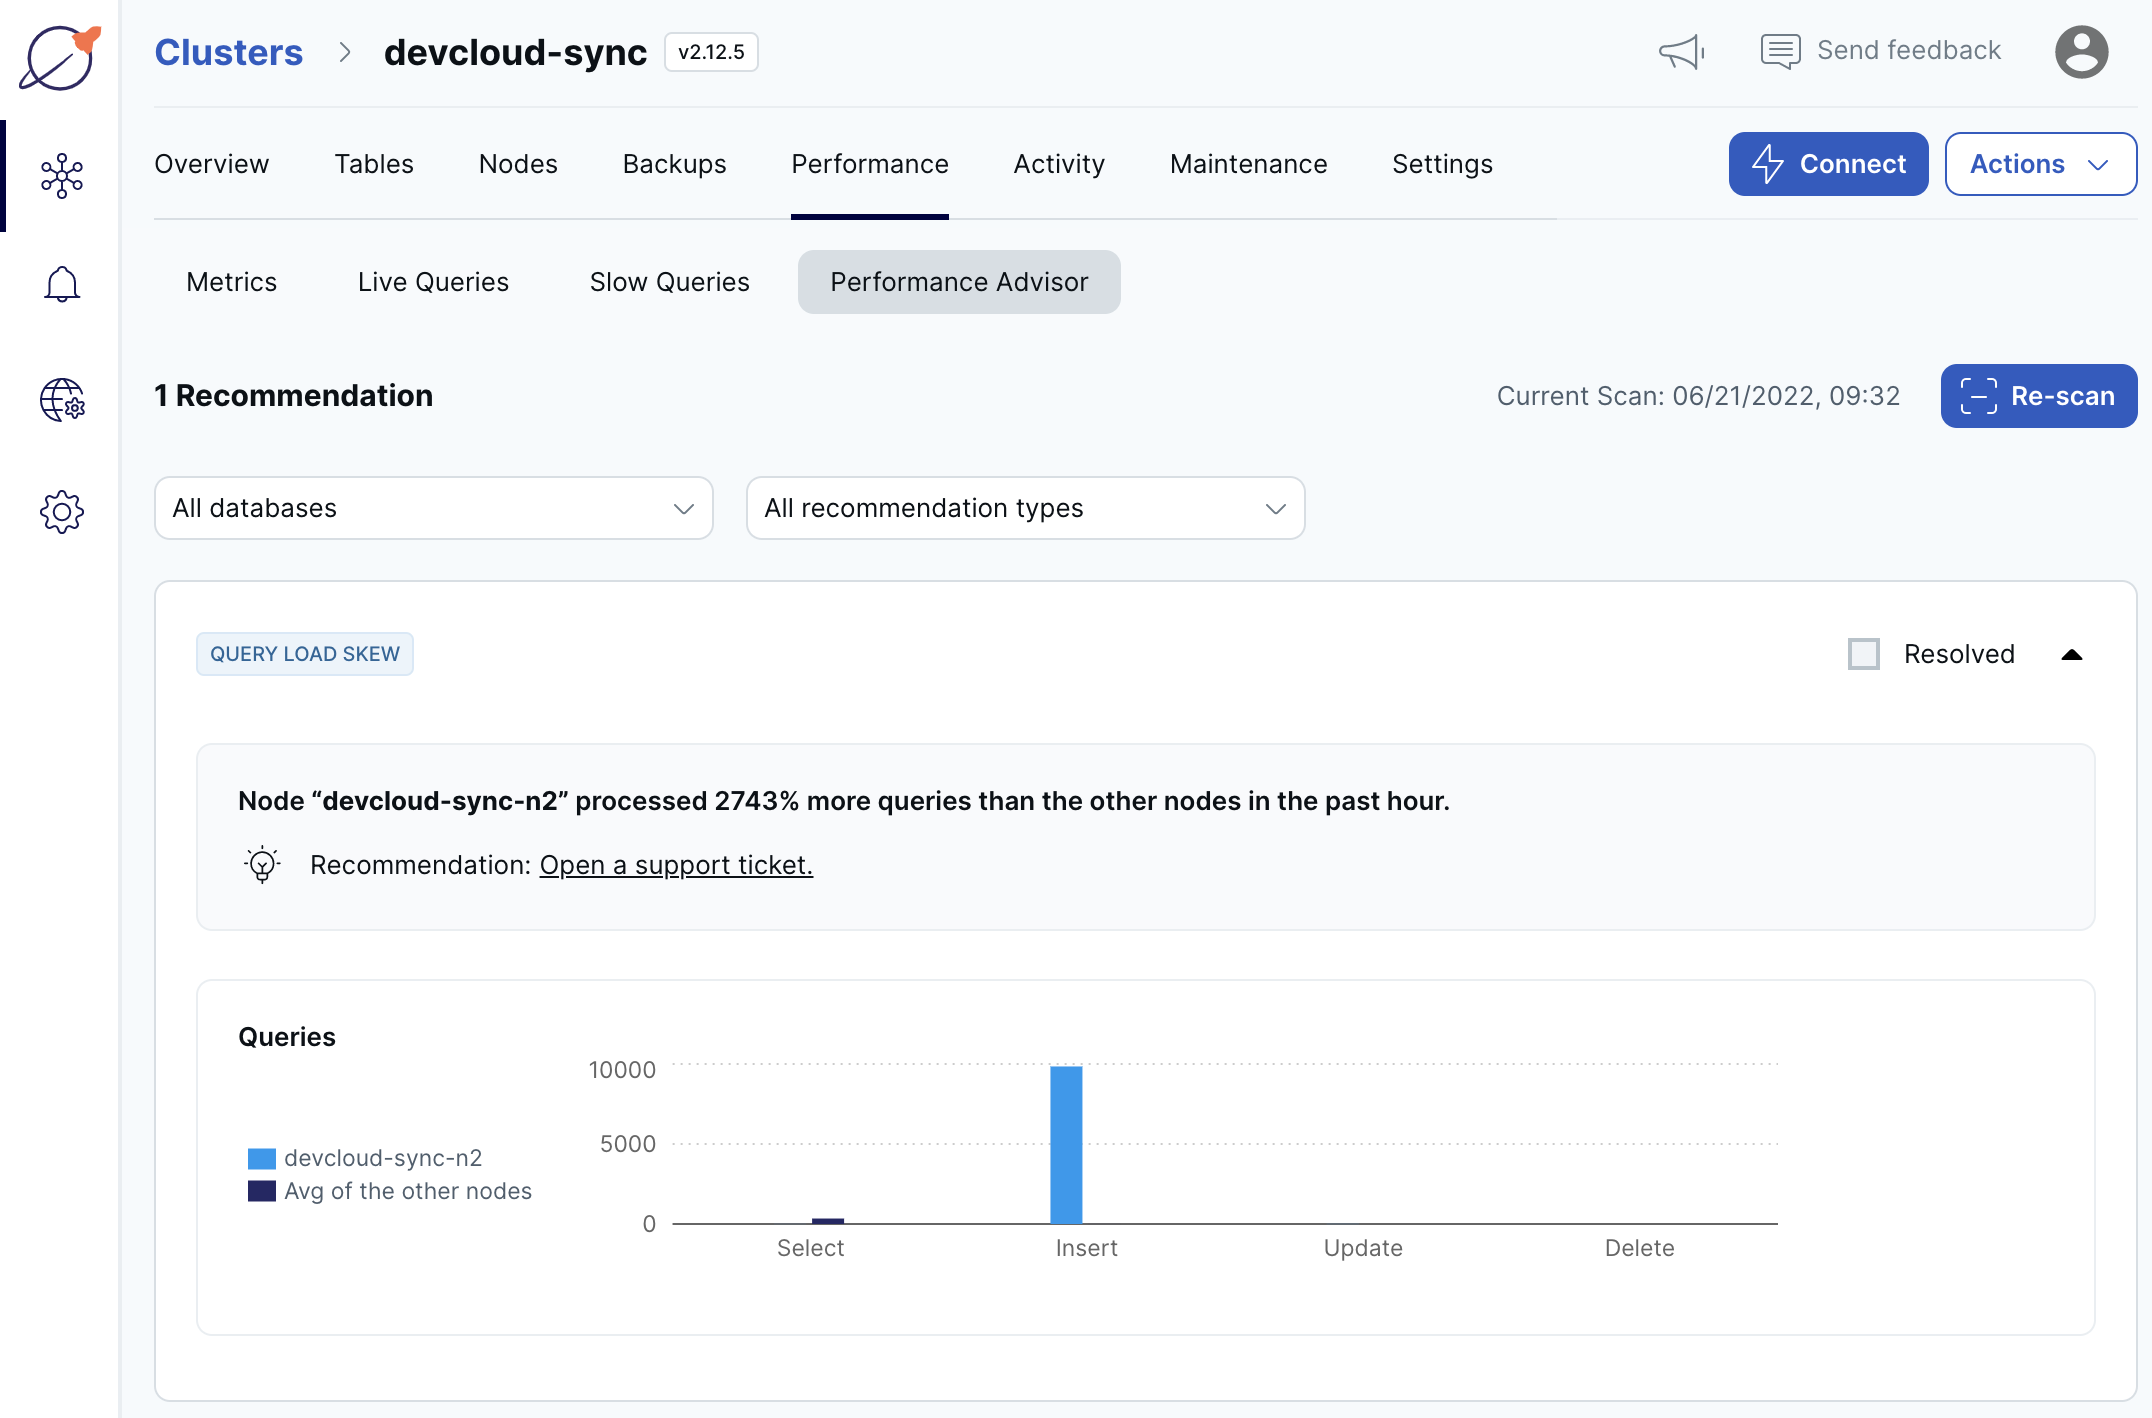 Clusters > devcloud-sync v2.12.5
Send feedback
Overview Tables Nodes Backups Performance Activity Maintenance Settings
Connect
Actions
Metrics Live Queries Slow Queries Performance Advisor
1 Recommendation
Current Scan: 06/21/2022, 09:32
Re-scan
All databases
All recommendation types
QUERY LOAD SKEW
Resolved
Node “devcloud-sync-n2” processed 2743% more queries than the other nodes in the past hour.
Recommendation: Open a support ticket.
Queries
devcloud-sync-n2
Avg of the other nodes
10000
5000
0
Select Insert Update Delete